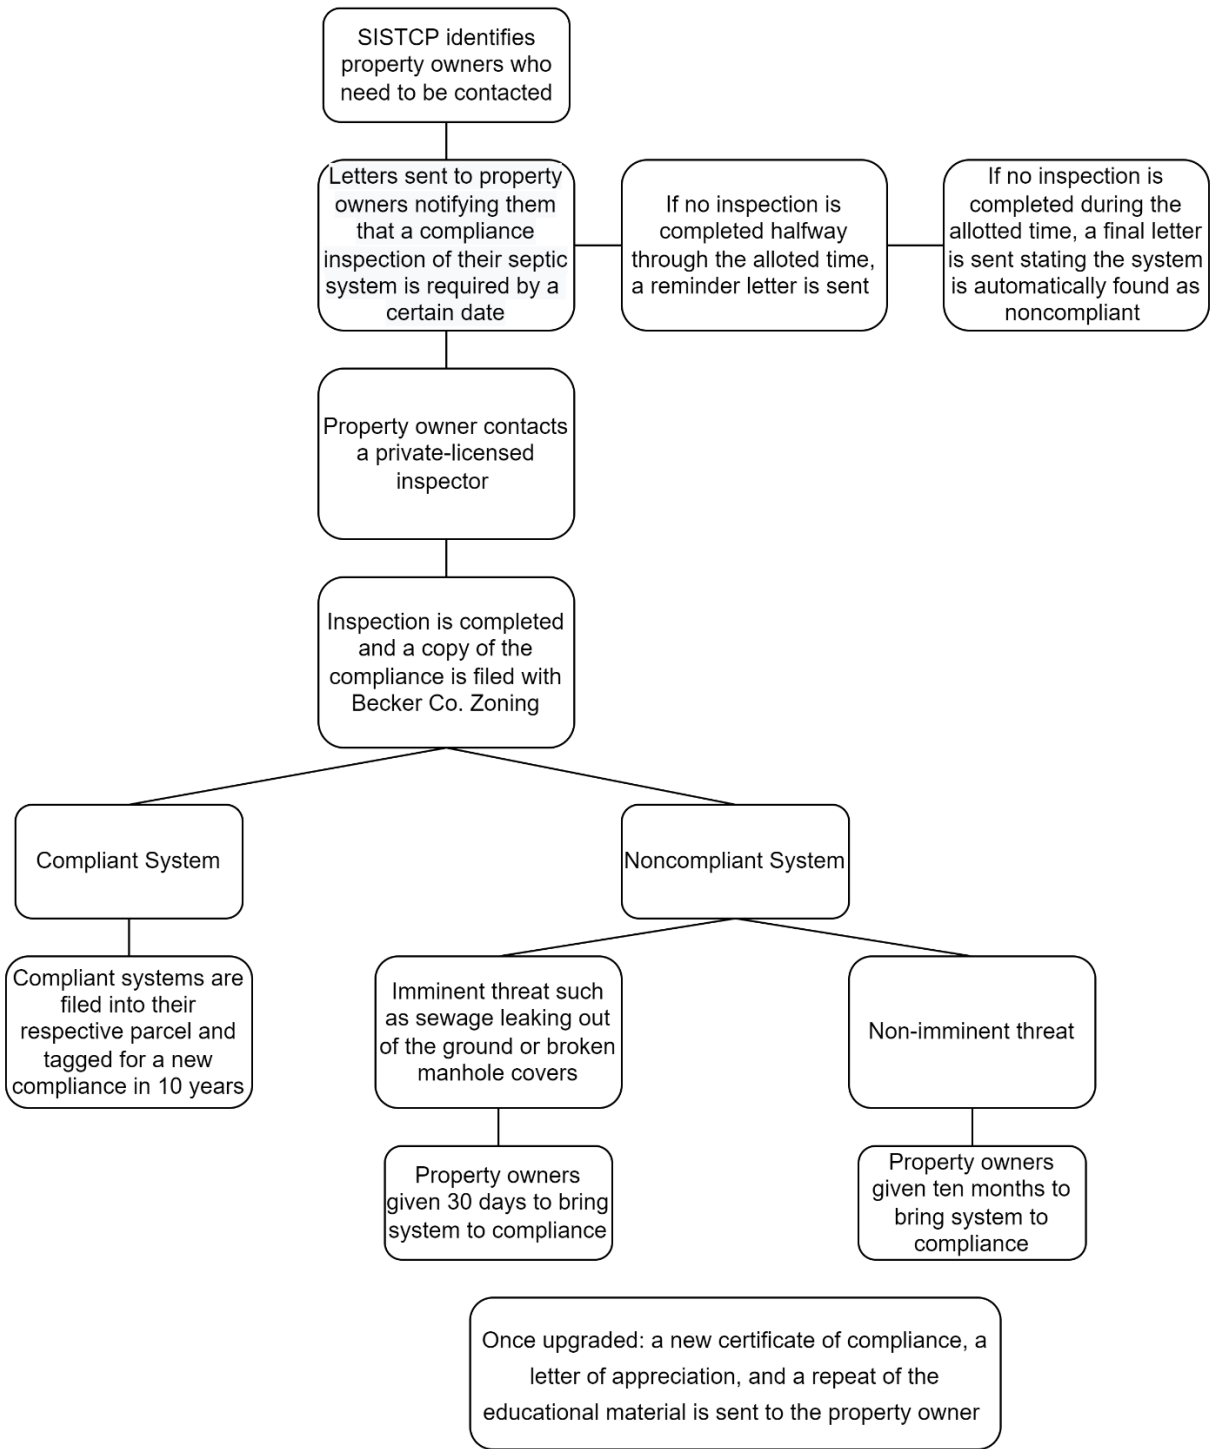 SISTCP identifies
property owners who
need to be contacted
Letters sent to property
owners notifying them
that a compliance
inspection of their septic
system is required by a
certain date
If no inspection is
completed halfway
through the alloted time,
a reminder letter is sent
If no inspection is
completed during the
allotted time, a final letter
is sent stating the system
is automatically found as
noncompliant
Property owner contacts
a private-licensed
inspector
Inspection is completed
and a copy of the
compliance is filed with
Becker Co. Zoning
Compliant System
Noncompliant System
Compliant systems are
filed into their
respective parcel and
tagged for a new
compliance in 10 years
Imminent threat such
as sewage leaking out
of the ground or broken
manhole covers
Non-imminent threat
Property owners
given 30 days to bring
system to compliance
Property owners
given ten months to
bring system to
compliance
Once upgraded: a new certificate of compliance, a
letter of appreciation, and a repeat of the
educational material is sent to the property owner